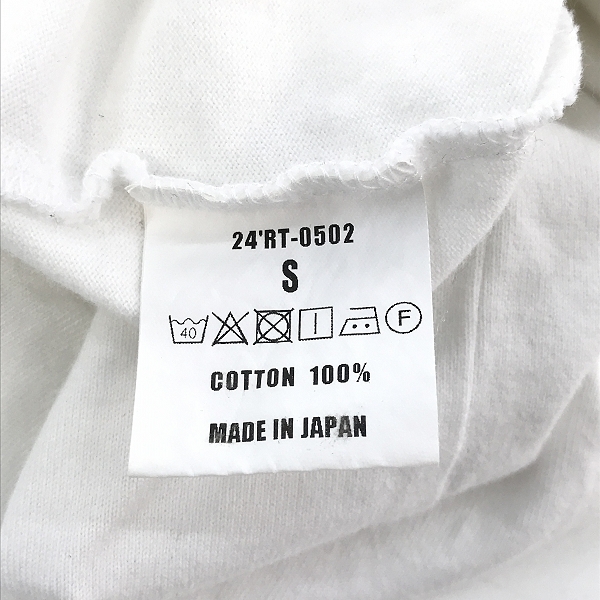 24'RT-0502
S
40 F
COTTON 100%
MADE IN JAPAN